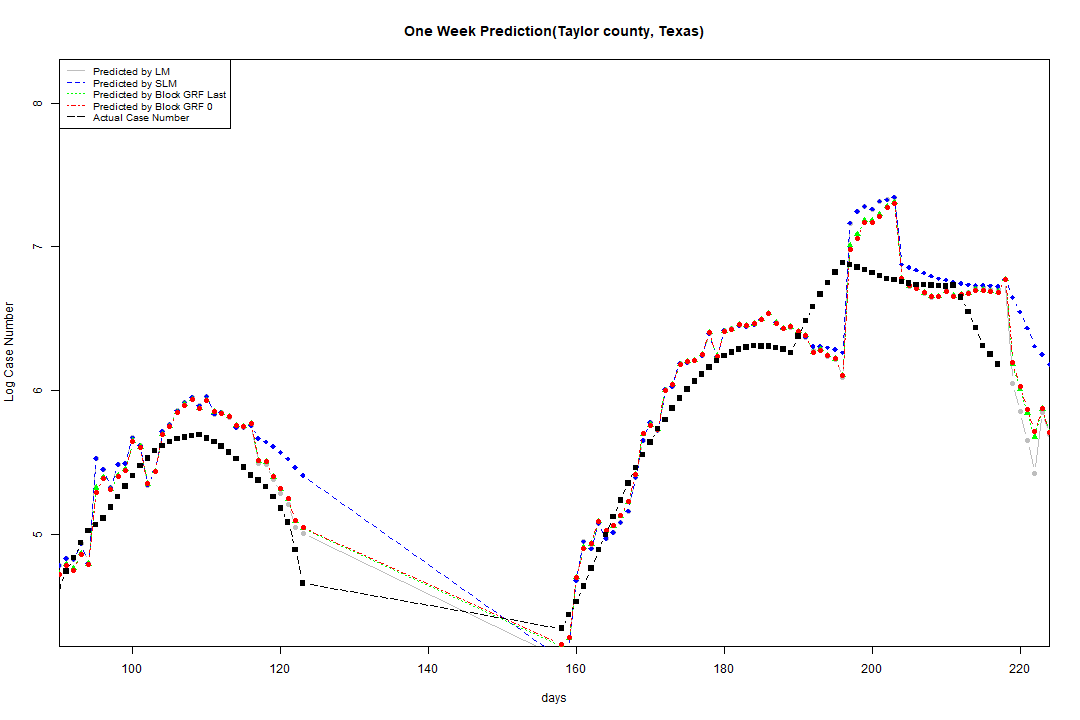 One Week Prediction(Taylor county, Texas)
Predicted by LM
Predicted by SLM
Predicted by Block GRF Last
Predicted by Block GRF 0
Actual Case Number
8
7
6
5
Log Case Number
100 120 140 160 180 200 220
days